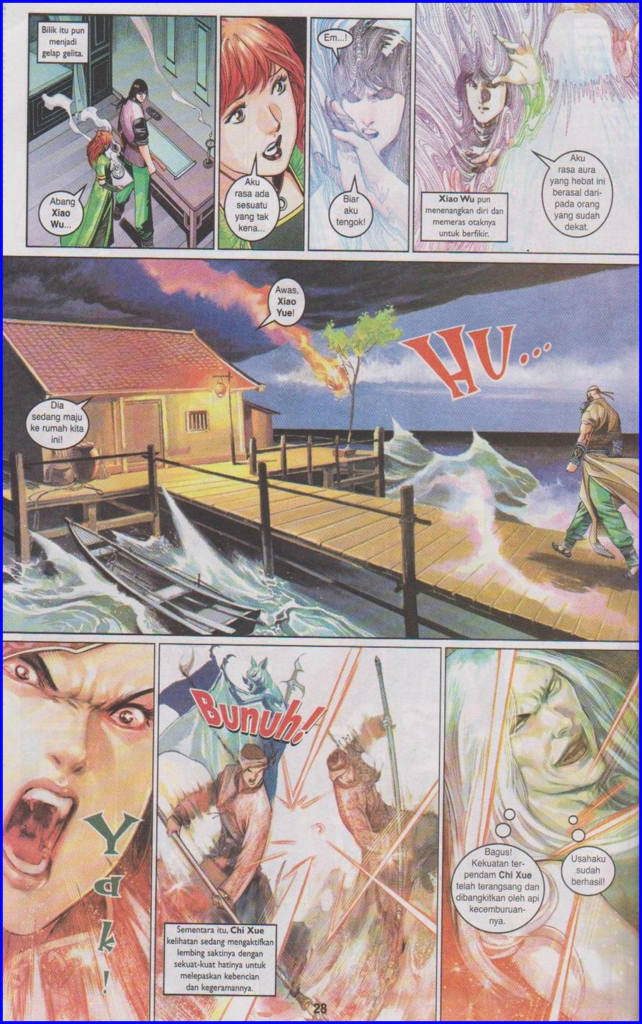 Bilik itu pun
menjadi
gelap gelita.
Abang
Xiao
Wu...
Aku
rasa ada
sesuatu
yang tak
kena...
Em...!
Biar
aku
tengok!
Xiao Wu pun
menenangkan diri dan
memeras otaknya
untuk berfikir.
Aku
rasa aura
yang hebat ini
berasal dari-
pada orang
yang sudah
dekat.
Awas,
Xiao
Yue!
HU...
Dia
sedang maju
ke rumah kita
ini!
Yak!
Bunuh!
Sementara itu, Chi Xue
kelihatan sedang mengaktifkan
lembing saktinya dengan
sekuat-kuat hatinya untuk
melepaskan kebencian
dan kegeramannya.
Bagus!
Kekuatan ter-
pendam Chi Xue
telah terangsang dan
dibangkitkan oleh api
kecemburuan-
nya.
Usahaku
sudah
berhasil!
28